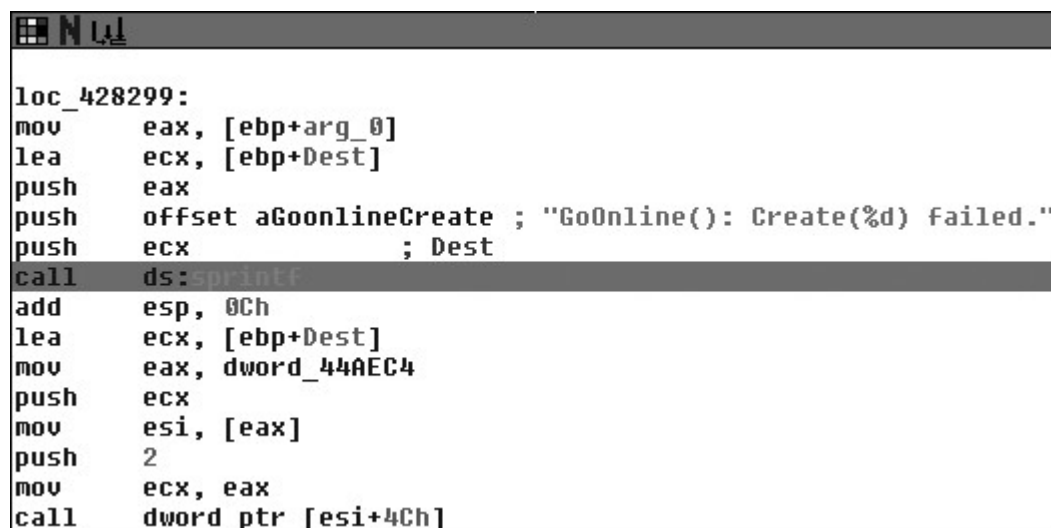 loc_428299:
mov eax, [ebp+arg_0]
lea ecx, [ebp+Dest]
push eax
push offset aGoonlineCreate ; "GoOnline(): Create(%d) failed."
push ecx ; Dest
call ds:sprintf
add esp, 0Ch
lea ecx, [ebp+Dest]
mov eax, dword_44AEC4
push ecx
mov esi, [eax]
push 2
mov ecx, eax
call dword ptr [esi+4Ch]